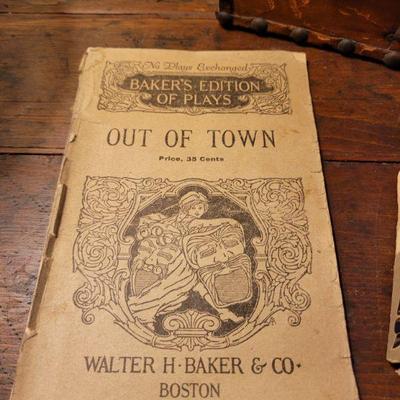 No Plays Exchanged
BAKER'S EDITION
OF PLAYS
OUT OF TOWN
Price, 35 Cents
WALTER H· BAKER & CO·
BOSTON